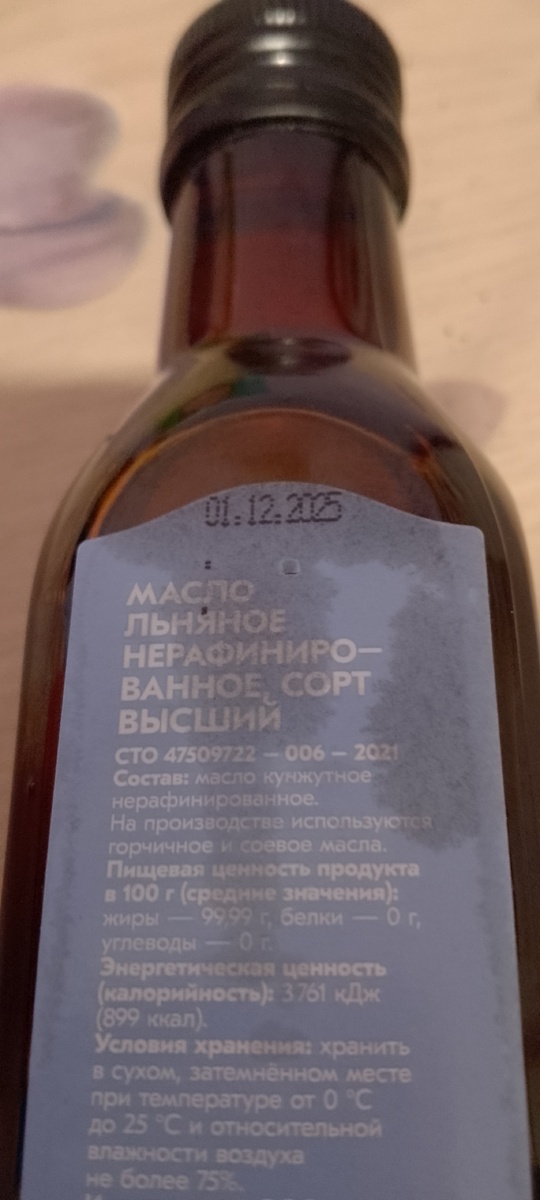 01.12.2025
МАСЛО
ЛЬНЯНОЕ
НЕРАФИНИРО–
ВАННОЕ, СОРТ
ВЫСШИЙ
СТО 47509722 – 006 – 2021
Состав: масло кунжутное
нерафинированное.
На производстве используются
горчичное и соевое масла.
Пищевая ценность продукта
в 100 г (средние значения):
жиры — 99,99 г, белки — 0 г,
углеводы — 0 г.
Энергетическая ценность
(калорийность): 3761 кДж
(899 ккал).
Условия хранения: хранить
в сухом, затемнённом месте
при температуре от 0 °C
до 25 °C и относительной
влажности воздуха
не более 75%.